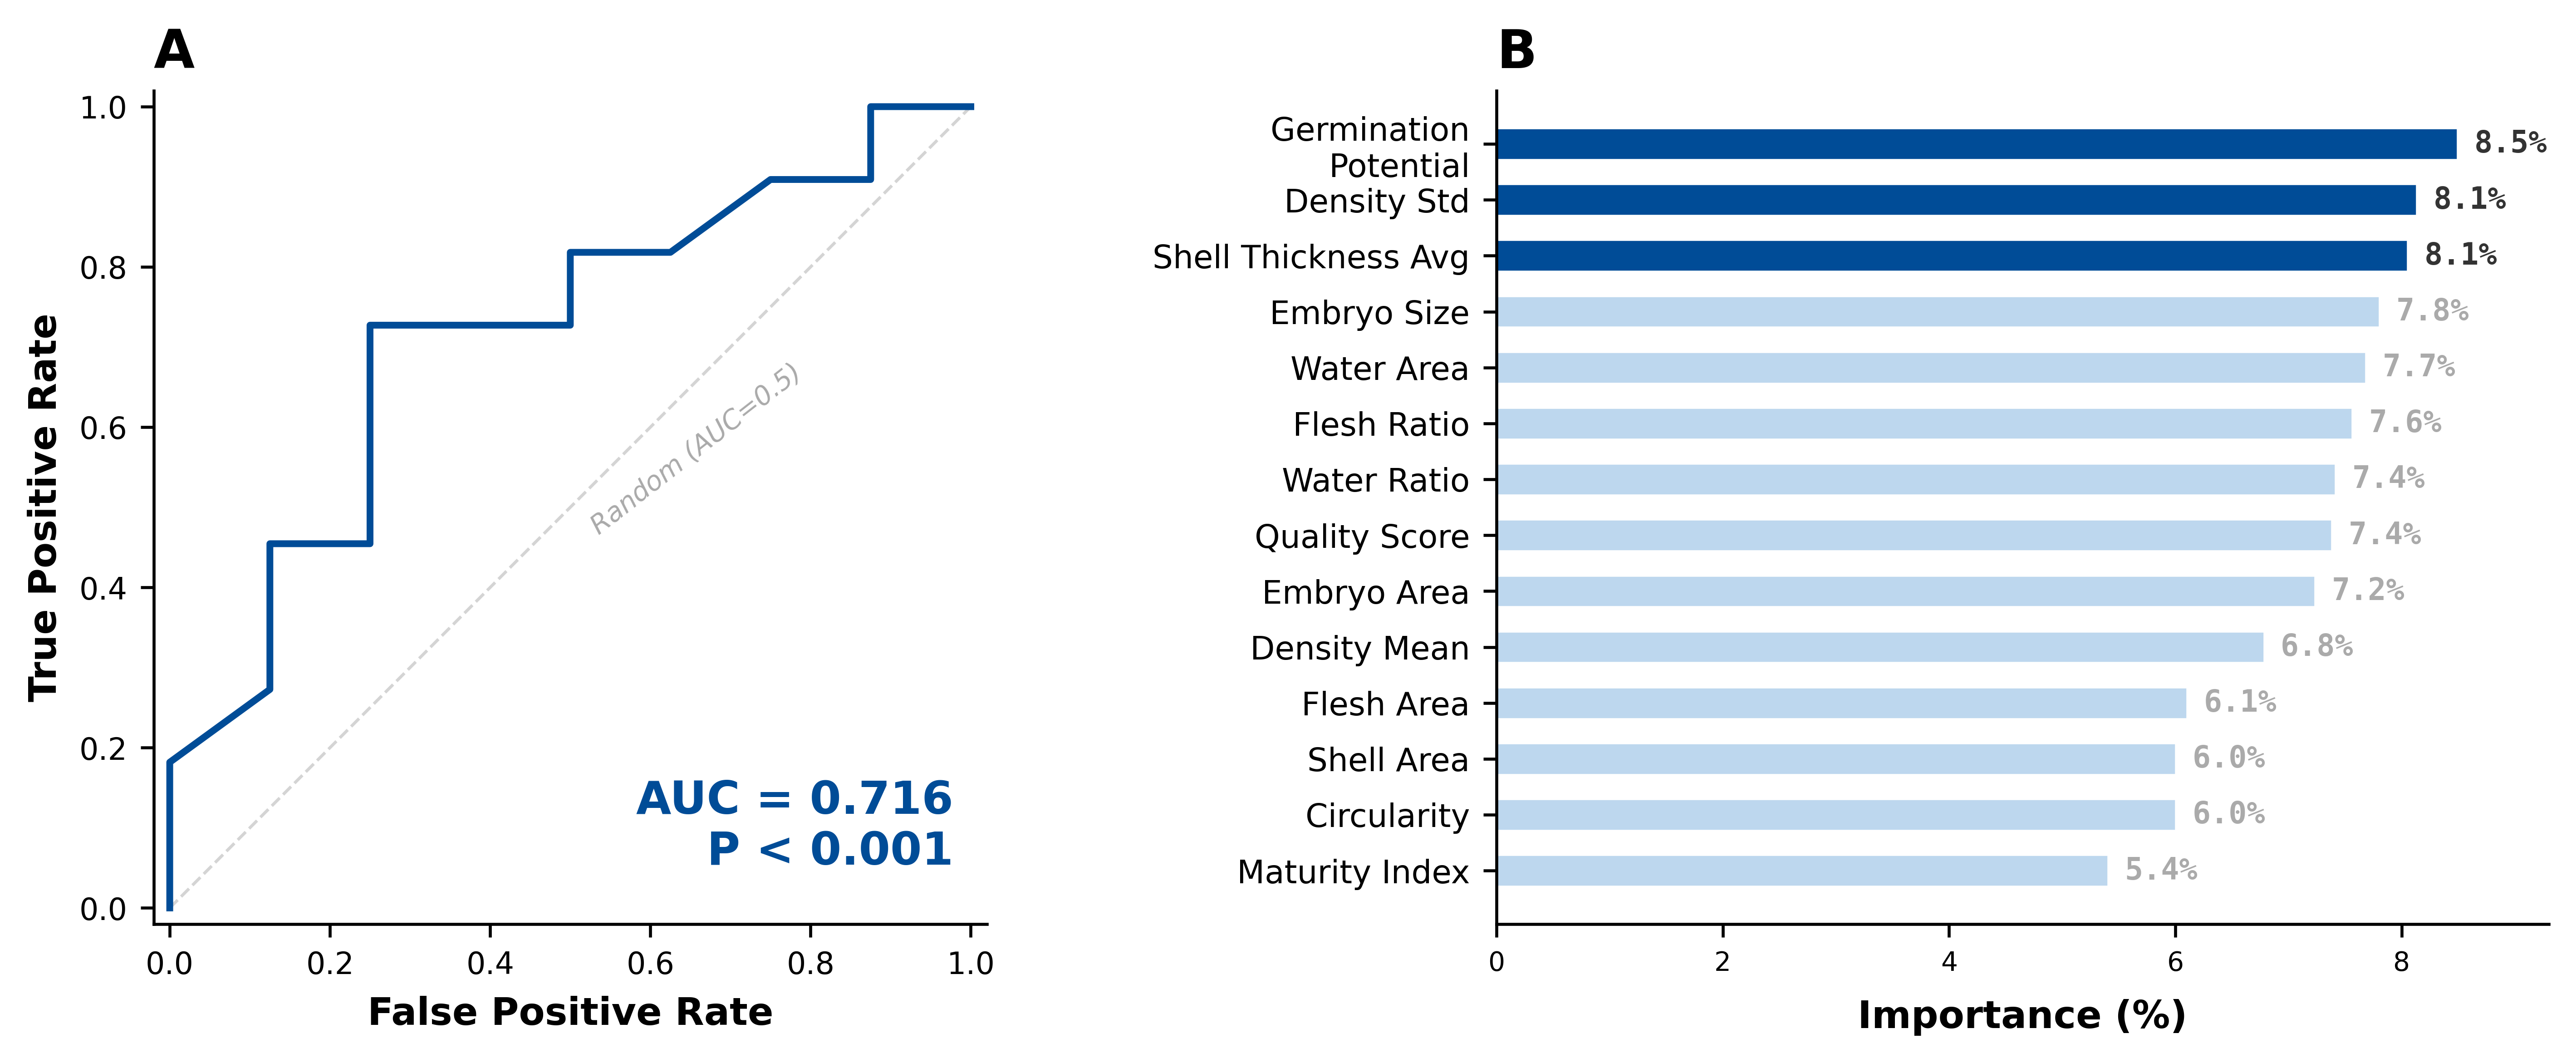 A
True Positive Rate
1.0
0.8
0.6
0.4
0.2
0.0
Random (AUC=0.5)
AUC = 0.716
P < 0.001
0.0 0.2 0.4 0.6 0.8 1.0
False Positive Rate
B
Germination
Potential
8.5%
Density Std 8.1%
Shell Thickness Avg 8.1%
Embryo Size 7.8%
Water Area 7.7%
Flesh Ratio 7.6%
Water Ratio 7.4%
Quality Score 7.4%
Embryo Area 7.2%
Density Mean 6.8%
Flesh Area 6.1%
Shell Area 6.0%
Circularity 6.0%
Maturity Index 5.4%
0 2 4 6 8
Importance (%)